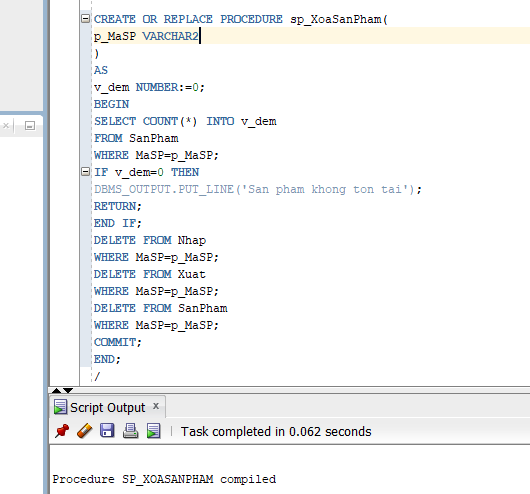 CREATE OR REPLACE PROCEDURE sp_XoaSanPham(
p_MaSP VARCHAR2
)
AS
v_dem NUMBER:=0;
BEGIN
SELECT COUNT(*) INTO v_dem
FROM SanPham
WHERE MaSP=p_MaSP;
IF v_dem=0 THEN
DBMS_OUTPUT.PUT_LINE('San pham khong ton tai');
RETURN;
END IF;
DELETE FROM Nhap
WHERE MaSP=p_MaSP;
DELETE FROM Xuat
WHERE MaSP=p_MaSP;
DELETE FROM SanPham
WHERE MaSP=p_MaSP;
COMMIT;
END;
/
Script Output
Task completed in 0.062 seconds
Procedure SP_XOASANPHAM compiled